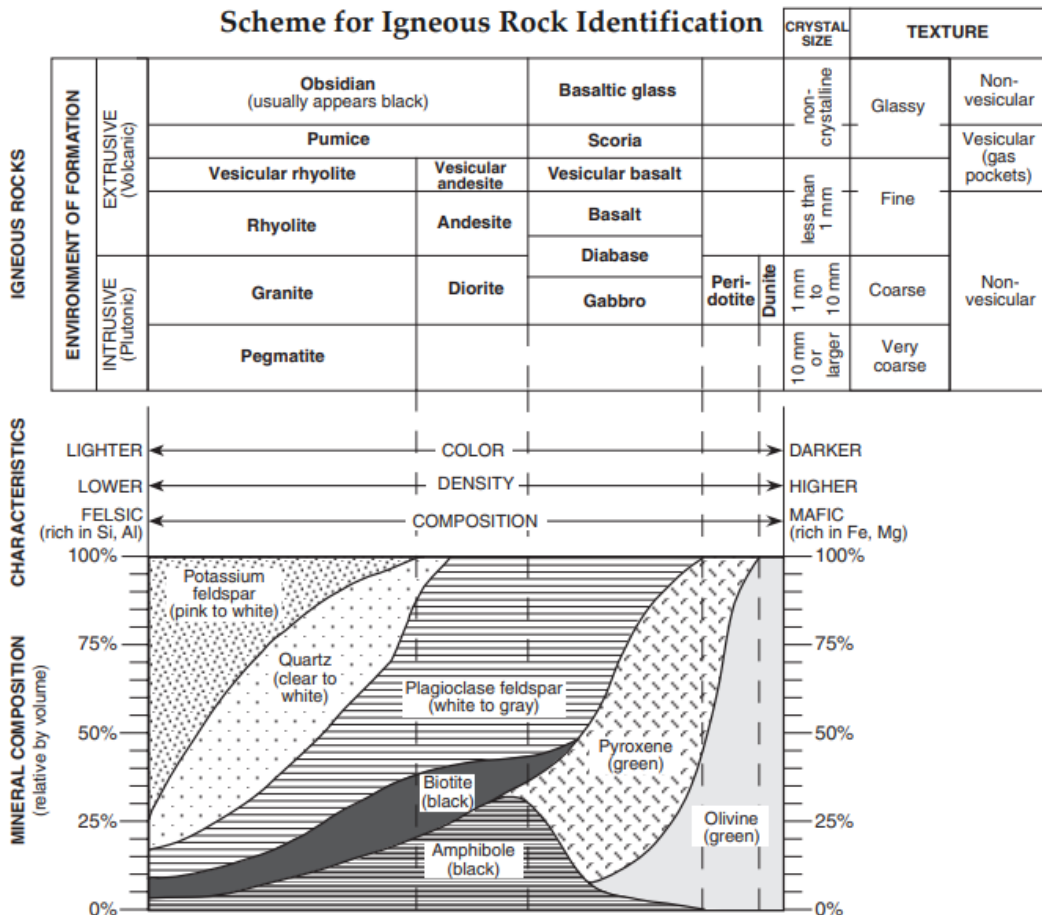 Scheme for Igneous Rock Identification
CRYSTAL
SIZE
TEXTURE
IGNEOUS ROCKS
ENVIRONMENT OF FORMATION
EXTRUSIVE
(Volcanic)
INTRUSIVE
(Plutonic)
Obsidian
(usually appears black)
Basaltic glass
non-
crystalline
Glassy
Non-
vesicular
Pumice
Scoria
Vesicular
(gas
pockets)
Vesicular rhyolite
Vesicular
andesite
Vesicular basalt
less than
1 mm
Fine
Rhyolite
Andesite
Basalt
Diabase
Granite
Diorite
Gabbro
Peri-
dotite
Dunite
1 mm
to
10 mm
Coarse
Non-
vesicular
Pegmatite
10 mm
or
larger
Very
coarse
CHARACTERISTICS
LIGHTER
COLOR
DARKER
LOWER
DENSITY
HIGHER
FELSIC
(rich in Si, Al)
COMPOSITION
MAFIC
(rich in Fe, Mg)
MINERAL COMPOSITION
(relative by volume)
100%
75%
50%
25%
0%
Potassium
feldspar
(pink to white)
Quartz
(clear to
white)
Plagioclase feldspar
(white to gray)
Biotite
(black)
Amphibole
(black)
Pyroxene
(green)
Olivine
(green)
100%
75%
50%
25%
0%